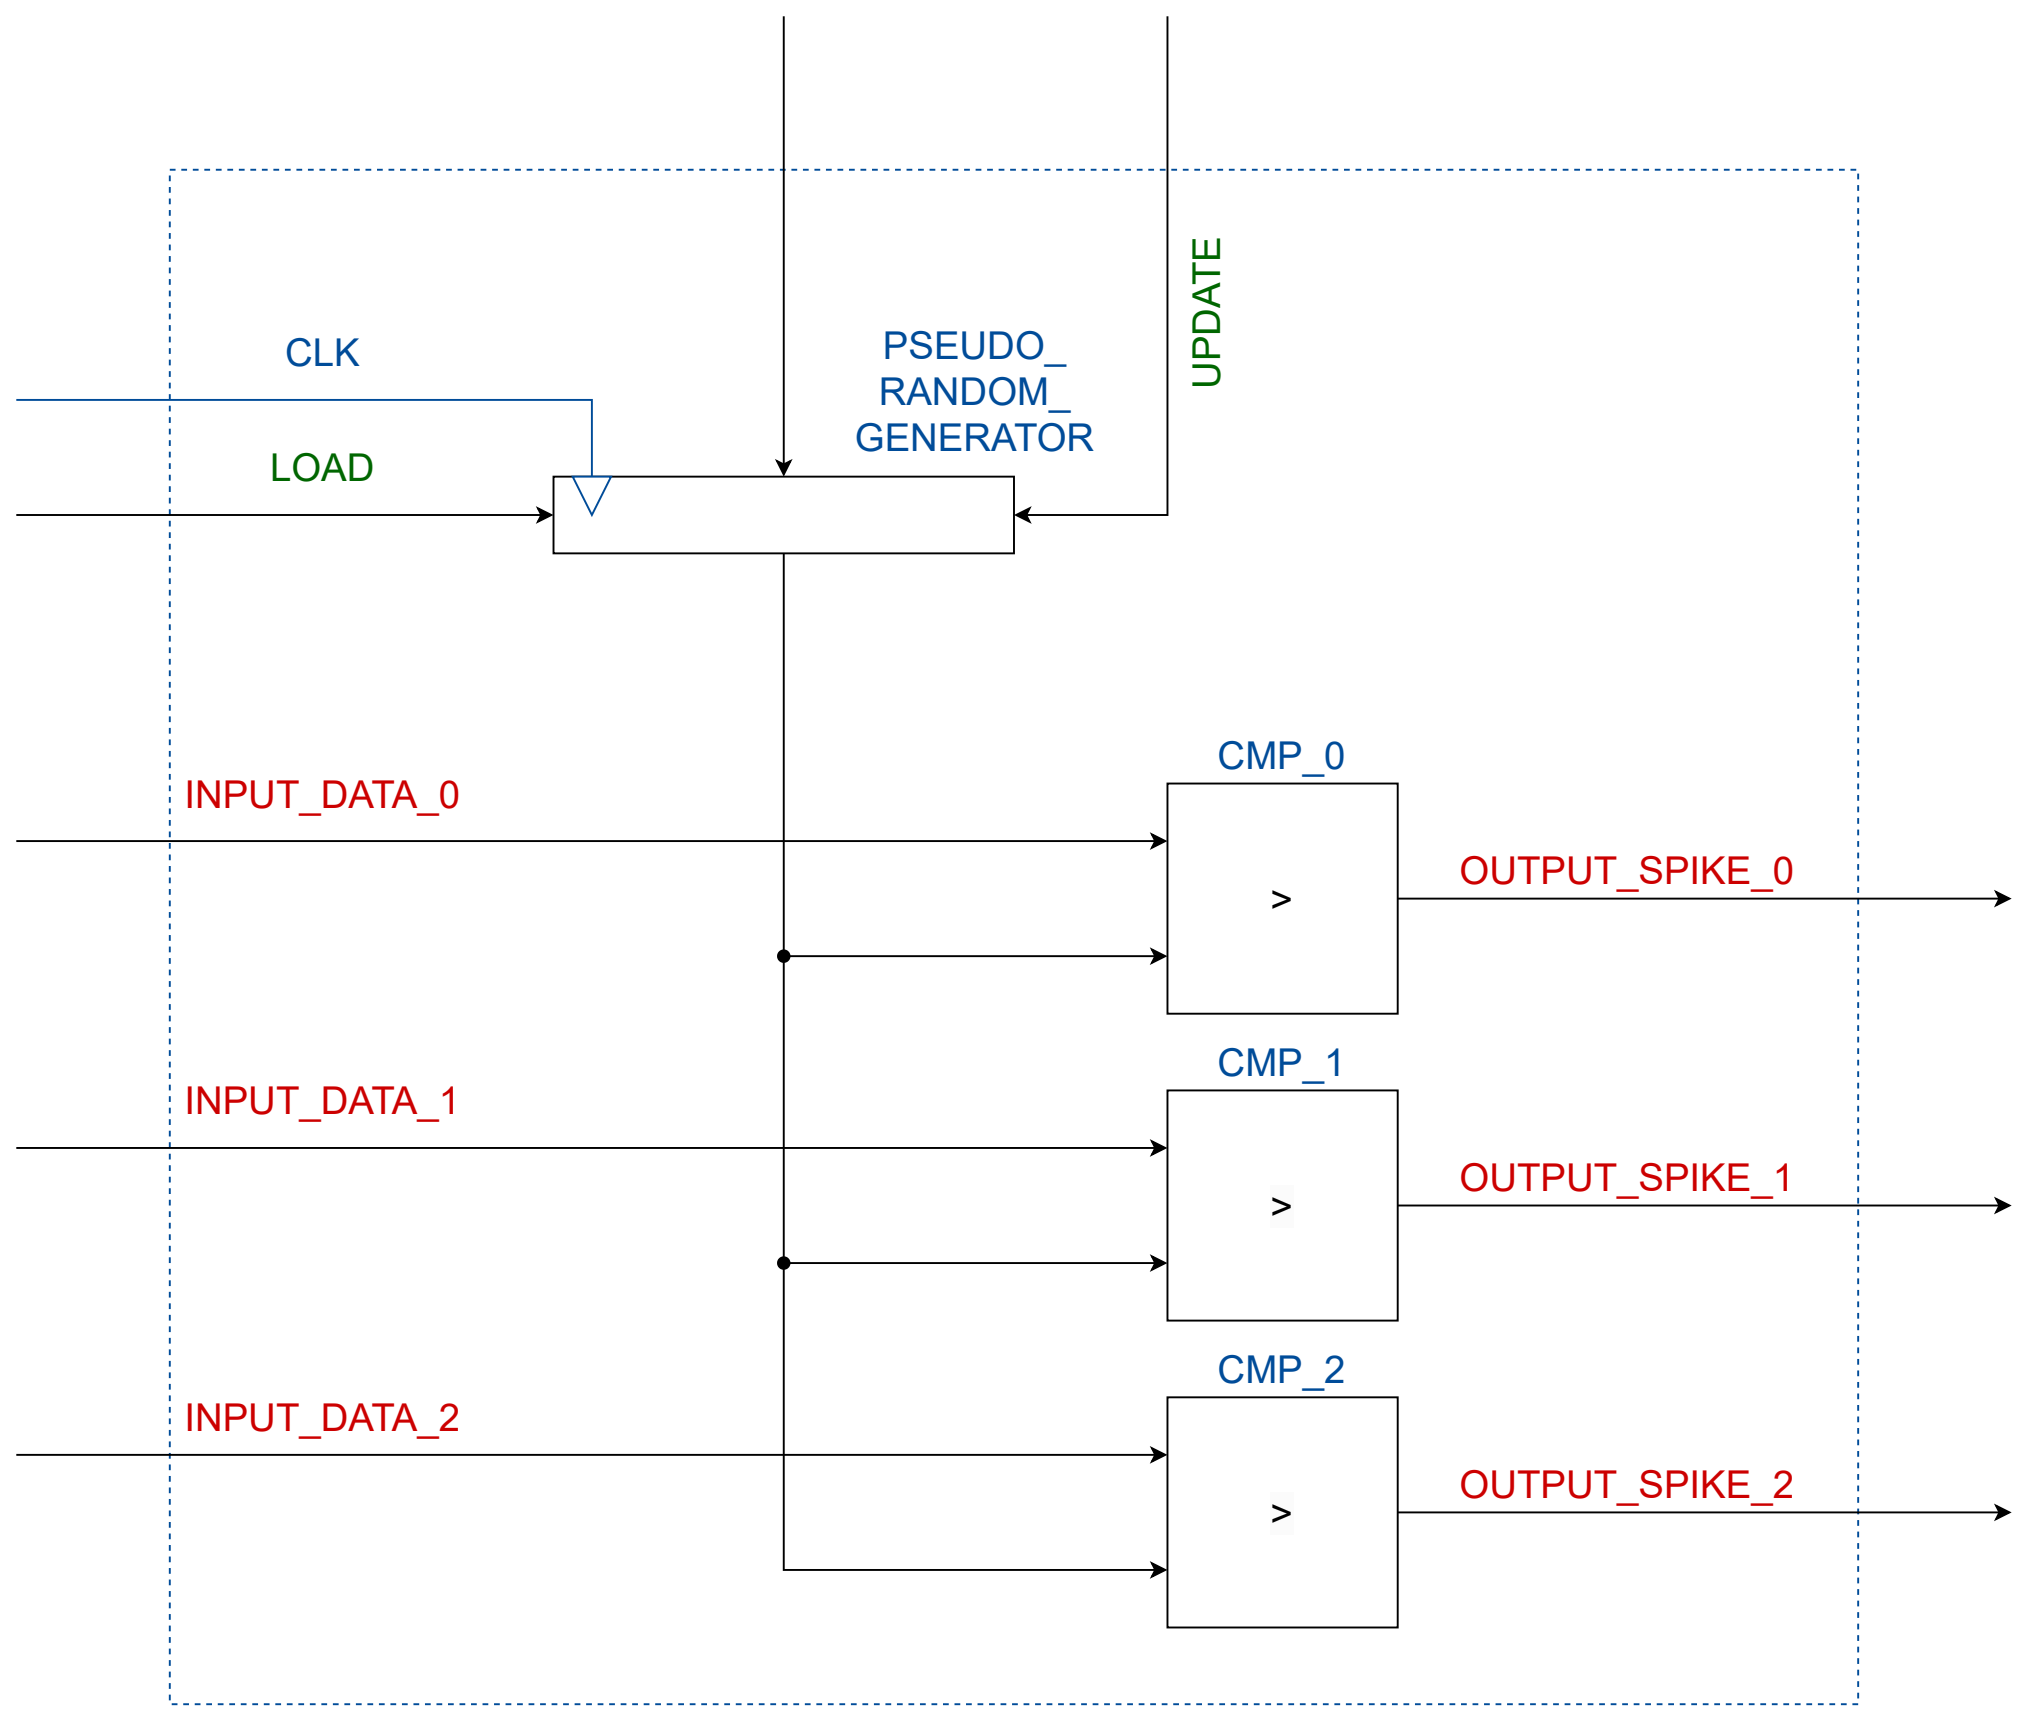 UPDATE
CLK
PSEUDO_
RANDOM_
GENERATOR
LOAD
CMP_0
INPUT_DATA_0
>
OUTPUT_SPIKE_0
CMP_1
INPUT_DATA_1
>
OUTPUT_SPIKE_1
CMP_2
INPUT_DATA_2
>
OUTPUT_SPIKE_2